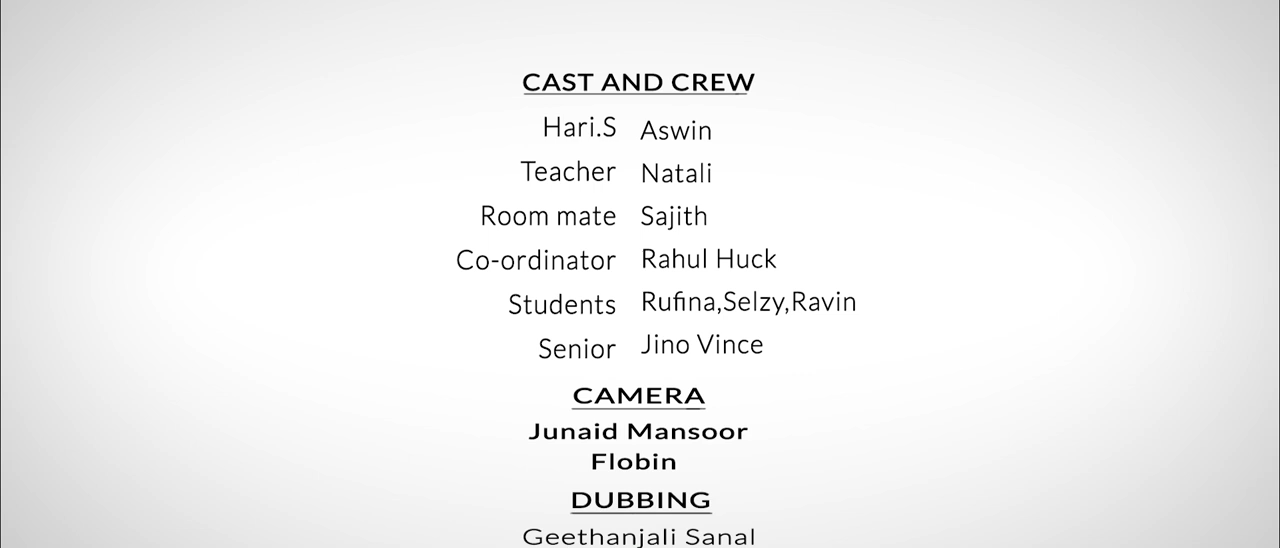 CAST AND CREW
Hari.S Aswin
Teacher Natali
Room mate Sajith
Co-ordinator Rahul Huck
Students Rufina,Selzy,Ravin
Senior Jino Vince
CAMERA
Junaid Mansoor
Flobin
DUBBING
Geethanjali Sanal